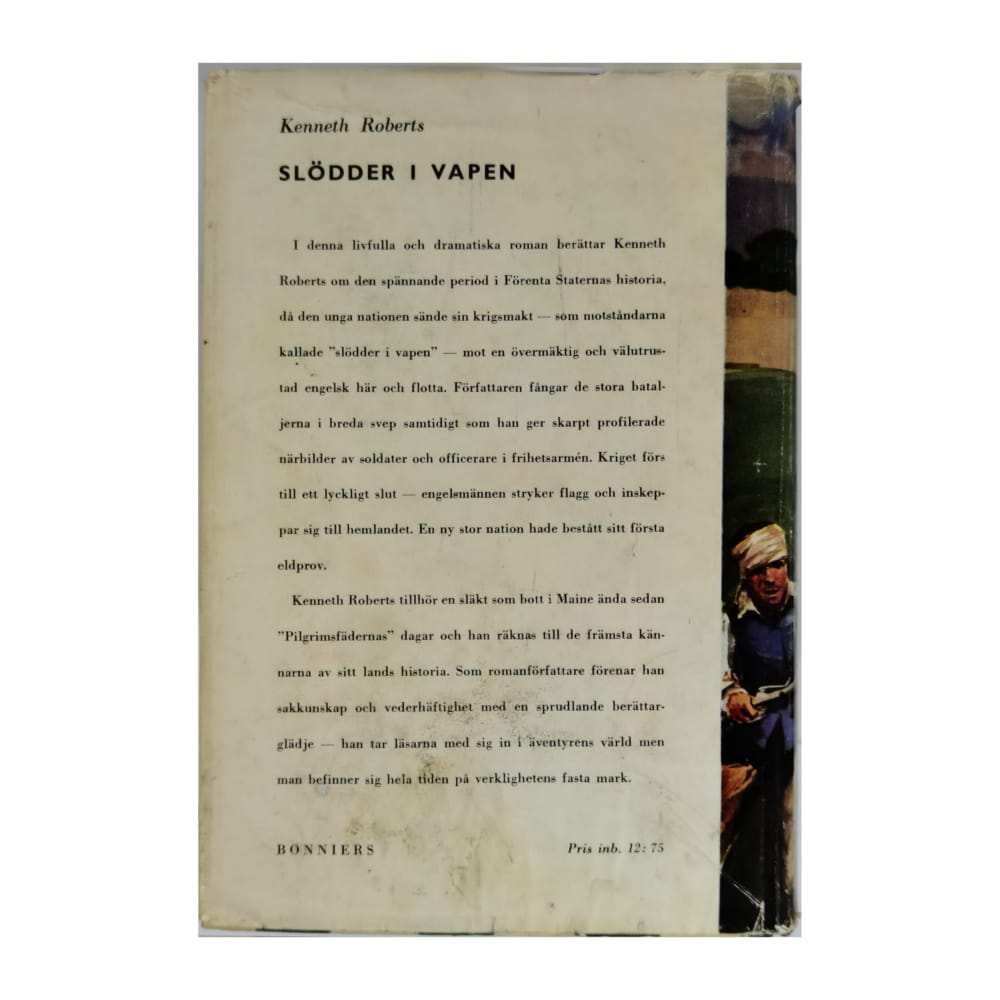 Kenneth Roberts
SLÖDDER I VAPEN
I denna livfulla och dramatiska roman berättar Kenneth
Roberts om den spännande period i Förenta Staternas historia,
då den unga nationen sände sin krigsmakt — som motståndarna
kallade ”slödder i vapen” — mot en övermäktig och välutrus-
tad engelsk här och flotta. Författaren fångar de stora batal-
jerna i breda svep samtidigt som han ger skarpt profilerade
närbilder av soldater och officerare i frihetsarmén. Kriget förs
till ett lyckligt slut — engelsmännen stryker flagg och inskep-
par sig till hemlandet. En ny stor nation hade bestått sitt första
eldprov.
Kenneth Roberts tillhör en släkt som bott i Maine ända sedan
”Pilgrimsfädernas” dagar och han räknas till de främsta kän-
narna av sitt lands historia. Som romanförfattare förenar han
sakkunskap och vederhäftighet med en sprudlande berättar-
glädje — han tar läsarna med sig in i äventyrens värld men
man befinner sig hela tiden på verklighetens fasta mark.
BONNIERS
Pris inb. 12: 75